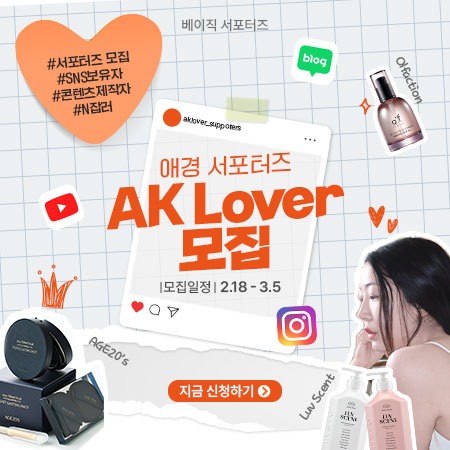 베이직 서포터즈
#서포터즈 모집
#SNS보유자
#콘텐츠제작자
#N잡러
blog
Olfaction
aklover_suppoters
애경 서포터즈
AK Lover
모집
|모집일정| 2.18 - 3.5
AGE20's
Luv Scent
지금 신청하기